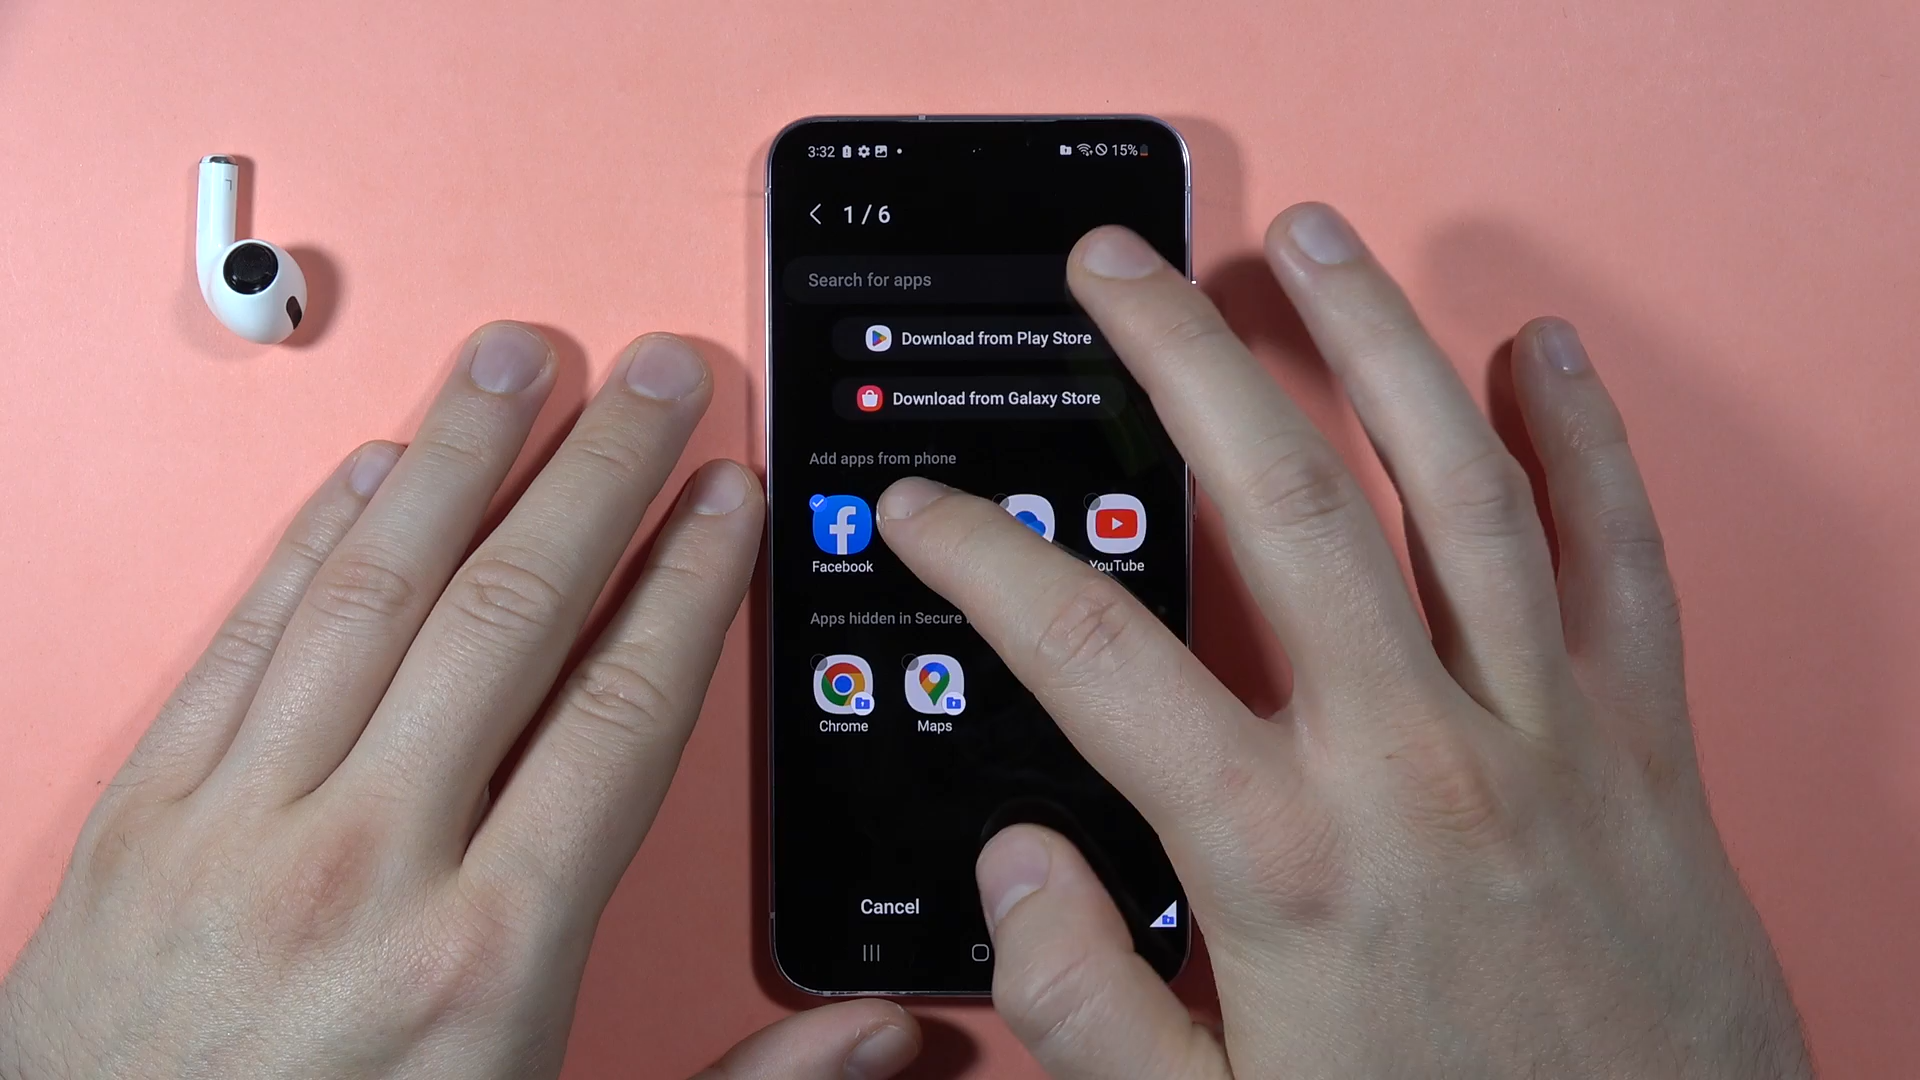 3:32
15%
1 / 6
Search for apps
Download from Play Store
Download from Galaxy Store
Add apps from phone
Facebook
YouTube
Apps hidden in Secure
Chrome
Maps
Cancel
L